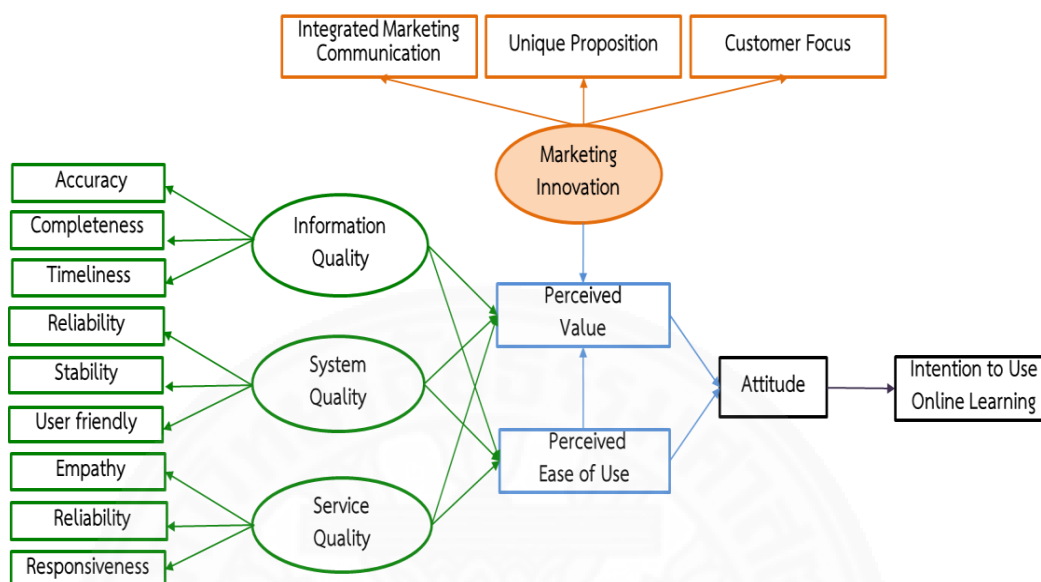 Integrated Marketing
Communication
Unique Proposition
Customer Focus
Marketing
Innovation
Accuracy
Completeness
Timeliness
Reliability
Stability
User friendly
Empathy
Reliability
Responsiveness
Information
Quality
System
Quality
Service
Quality
Perceived
Value
Perceived
Ease of Use
Attitude
Intention to Use
Online Learning